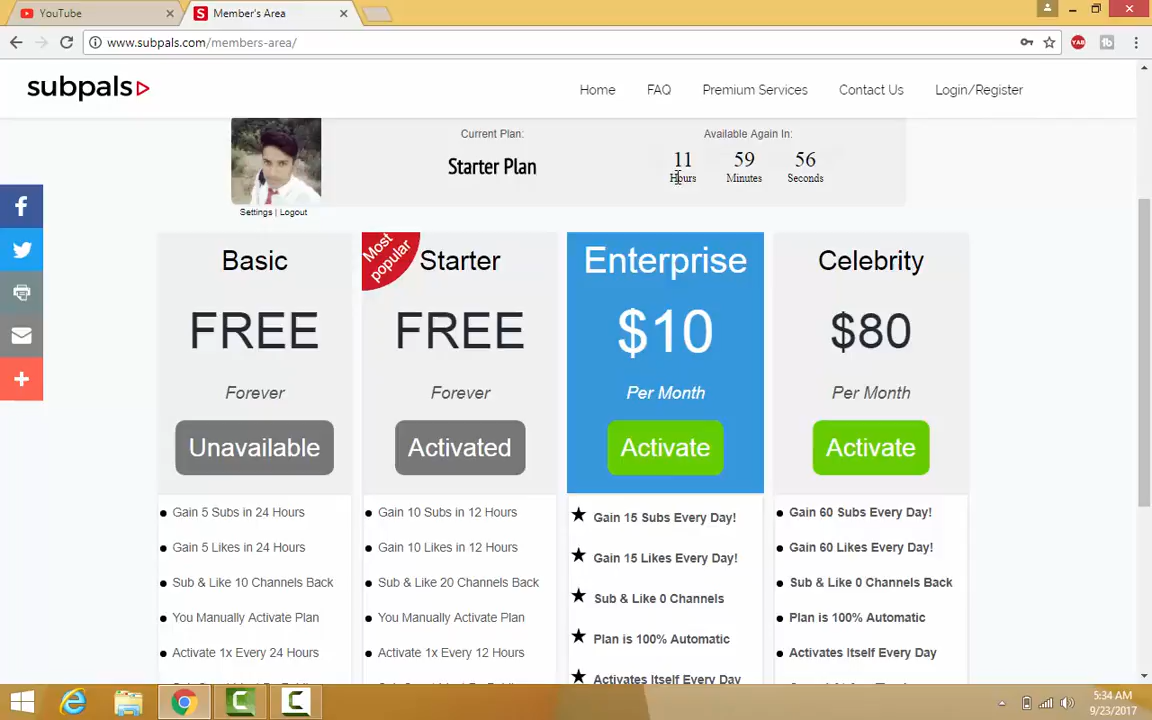 YouTube
Member's Area
www.subpals.com/members-area/
subpals
Home
FAQ
Premium Services
Contact Us
Login/Register
Current Plan:
Starter Plan
Available Again In:
11
59
56
Hours
Minutes
Seconds
Settings | Logout
Basic
FREE
Forever
Unavailable
Gain 5 Subs in 24 Hours
Gain 5 Likes in 24 Hours
Sub & Like 10 Channels Back
You Manually Activate Plan
Activate 1x Every 24 Hours
Most
popular
Starter
FREE
Forever
Activated
Gain 10 Subs in 12 Hours
Gain 10 Likes in 12 Hours
Sub & Like 20 Channels Back
You Manually Activate Plan
Activate 1x Every 12 Hours
Enterprise
$10
Per Month
Activate
Gain 15 Subs Every Day!
Gain 15 Likes Every Day!
Sub & Like 0 Channels
Plan is 100% Automatic
Activates Itself Every Day
Celebrity
$80
Per Month
Activate
Gain 60 Subs Every Day!
Gain 60 Likes Every Day!
Sub & Like 0 Channels Back
Plan is 100% Automatic
Activates Itself Every Day
5:34 AM
9/23/2017